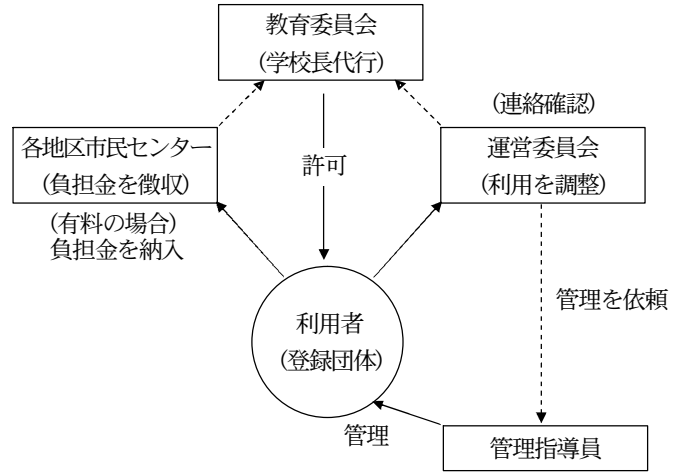 教育委員会
(学校長代行)
(連絡確認)
各地区市民センター
(負担金を徴収)
許可
運営委員会
(利用を調整)
(有料の場合)
負担金を納入
管理を依頼
利用者
(登録団体)
管理
管理指導員